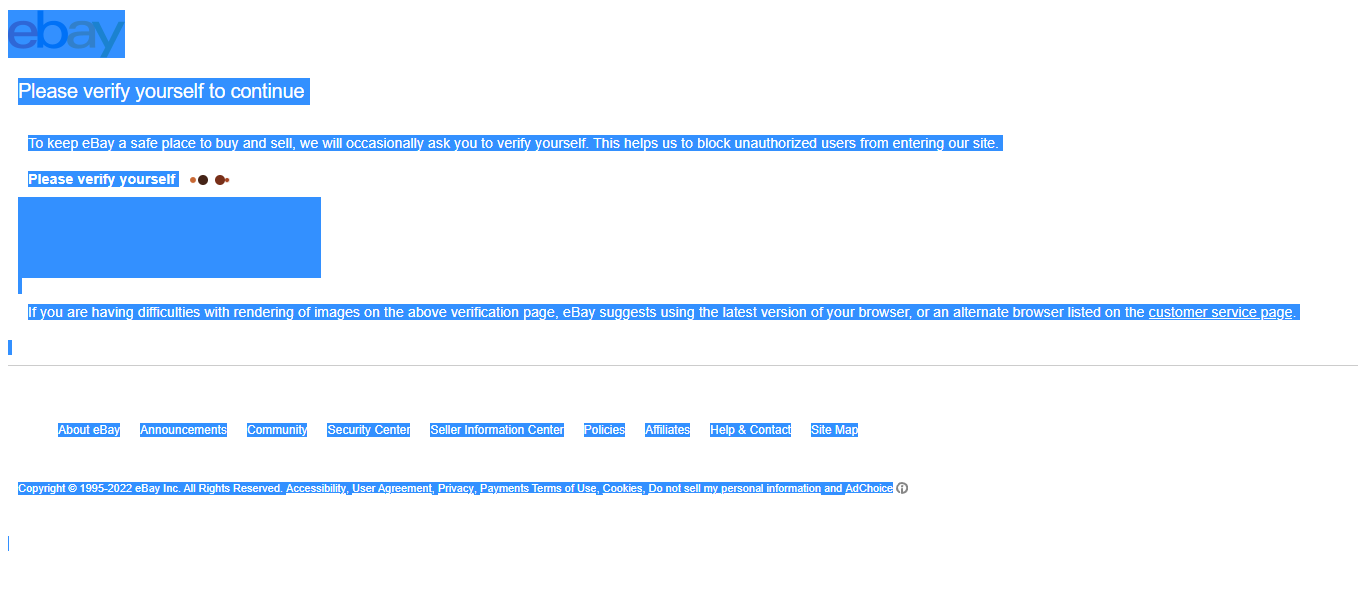 ebay
Please verify yourself to continue
To keep eBay a safe place to buy and sell, we will occasionally ask you to verify yourself. This helps us to block unauthorized users from entering our site.
Please verify yourself
If you are having difficulties with rendering of images on the above verification page, eBay suggests using the latest version of your browser, or an alternate browser listed on the customer service page.
About eBay Announcements Community Security Center Seller Information Center Policies Affiliates Help & Contact Site Map
Copyright © 1995-2022 eBay Inc. All Rights Reserved. Accessibility, User Agreement, Privacy, Payments Terms of Use, Cookies, Do not sell my personal information and AdChoice